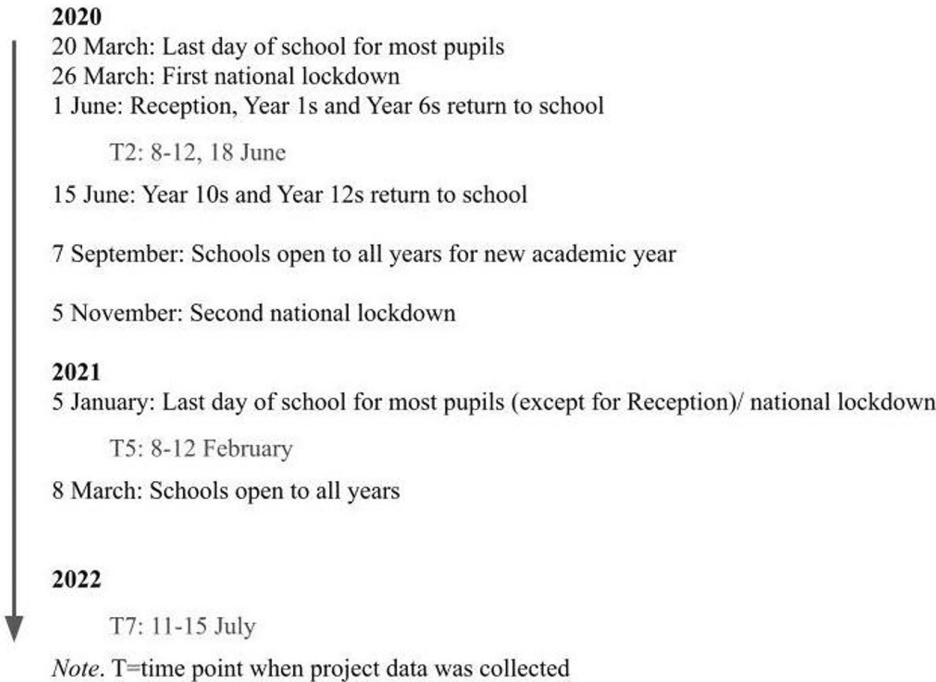 2020
20 March: Last day of school for most pupils
26 March: First national lockdown
1 June: Reception, Year 1s and Year 6s return to school
T2: 8-12, 18 June
15 June: Year 10s and Year 12s return to school
7 September: Schools open to all years for new academic year
5 November: Second national lockdown
2021
5 January: Last day of school for most pupils (except for Reception)/ national lockdown
T5: 8-12 February
8 March: Schools open to all years
2022
T7: 11-15 July
Note. T=time point when project data was collected